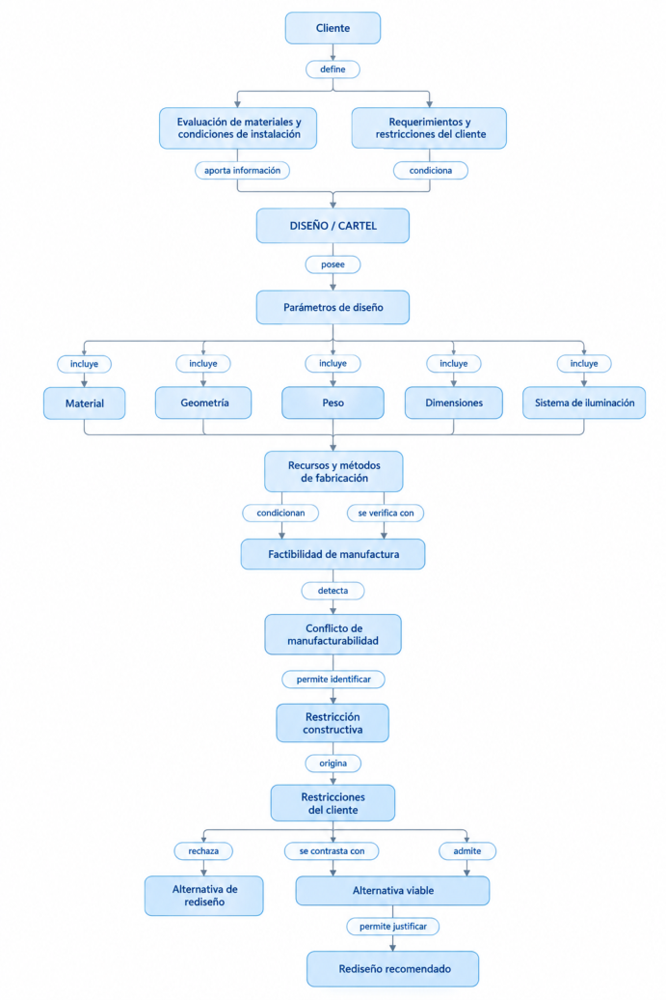 Cliente
define
Evaluación de materiales y
condiciones de instalación
Requerimientos y
restricciones del cliente
aporta información
condiciona
DISEÑO / CARTEL
posee
Parámetros de diseño
incluye
incluye
incluye
incluye
incluye
Material
Geometría
Peso
Dimensiones
Sistema de iluminación
Recursos y métodos
de fabricación
condicionan
se verifica con
Factibilidad de manufactura
detecta
Conflicto de
manufacturabilidad
permite identificar
Restricción
constructiva
origina
Restricciones
del cliente
rechaza
se contrasta con
admite
Alternativa de
rediseño
Alternativa viable
permite justificar
Rediseño recomendado